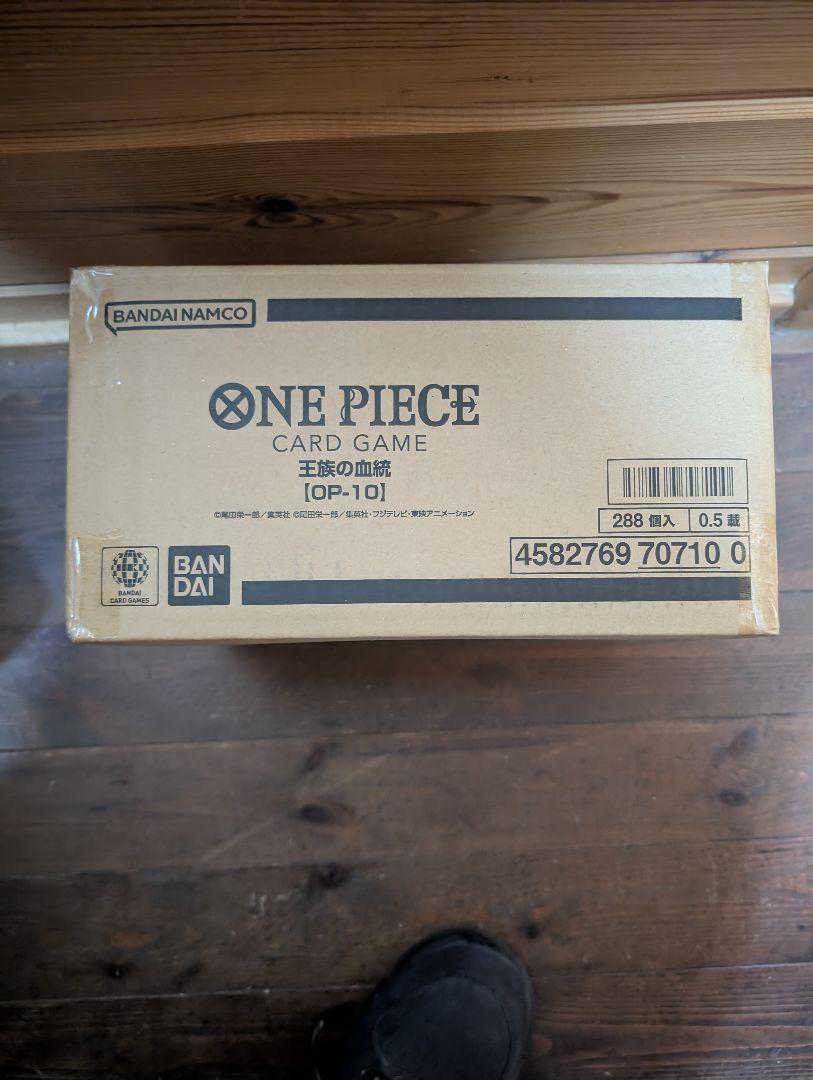 BANDAI NAMCO
ONE PIECE
CARD GAME
王族の血統
【OP-10】
©尾田栄一郎／集英社 ©尾田栄一郎／集英社・フジテレビ・東映アニメーション
288 個入 0.5 載
4582769 70710 0
BANDAI
CARD GAMES
BAN
DAI